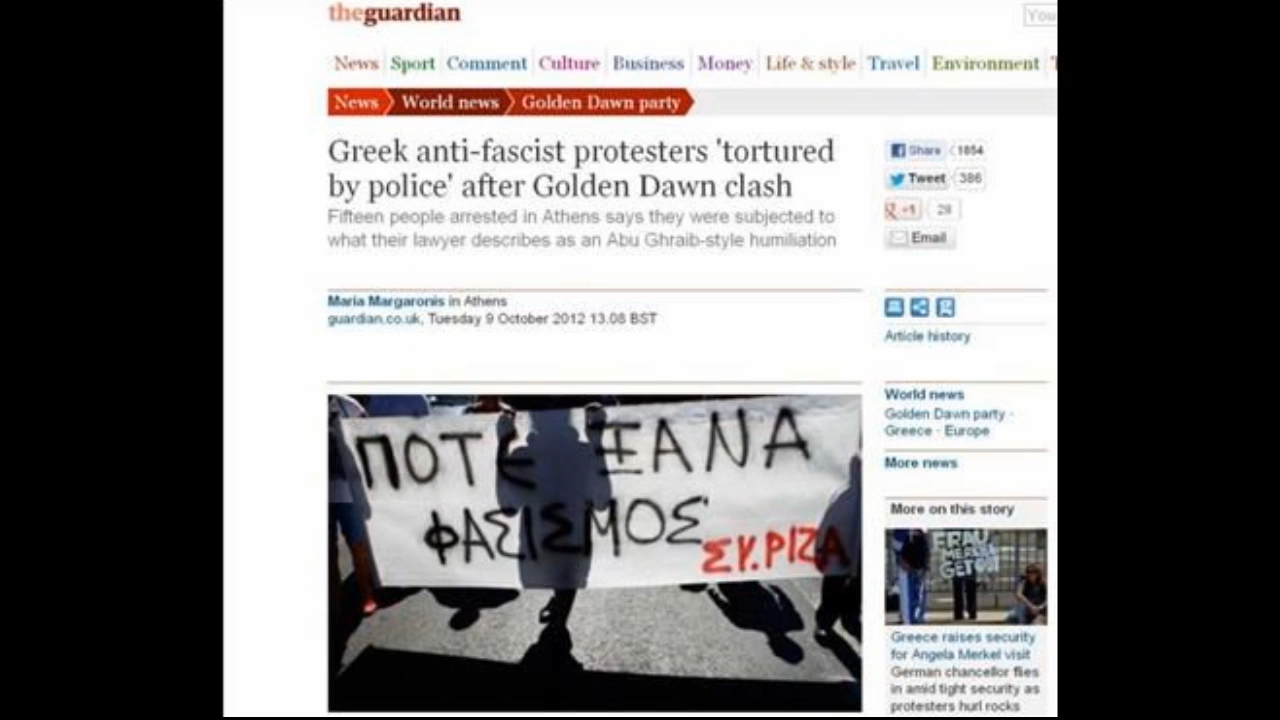 theguardian
You
News Sport Comment Culture Business Money Life & style Travel Environment
News World news Golden Dawn party
Greek anti-fascist protesters 'tortured
by police' after Golden Dawn clash
Fifteen people arrested in Athens says they were subjected to
what their lawyer describes as an Abu Ghraib-style humiliation
Share 1854
Tweet 386
+1 28
Email
Maria Margaronis in Athens
guardian.co.uk, Tuesday 9 October 2012 13.08 BST
Article history
ΠΟΤΕ ΞΑΝΑ
ΦΑΣΙΣΜΟΣ
ΣΥ.ΡΙΖΑ
World news
Golden Dawn party ·
Greece · Europe
More news
More on this story
FRAU
MERKEL
GET OUT
Greece raises security
for Angela Merkel visit
German chancellor flies
in amid tight security as
protesters hurl rocks